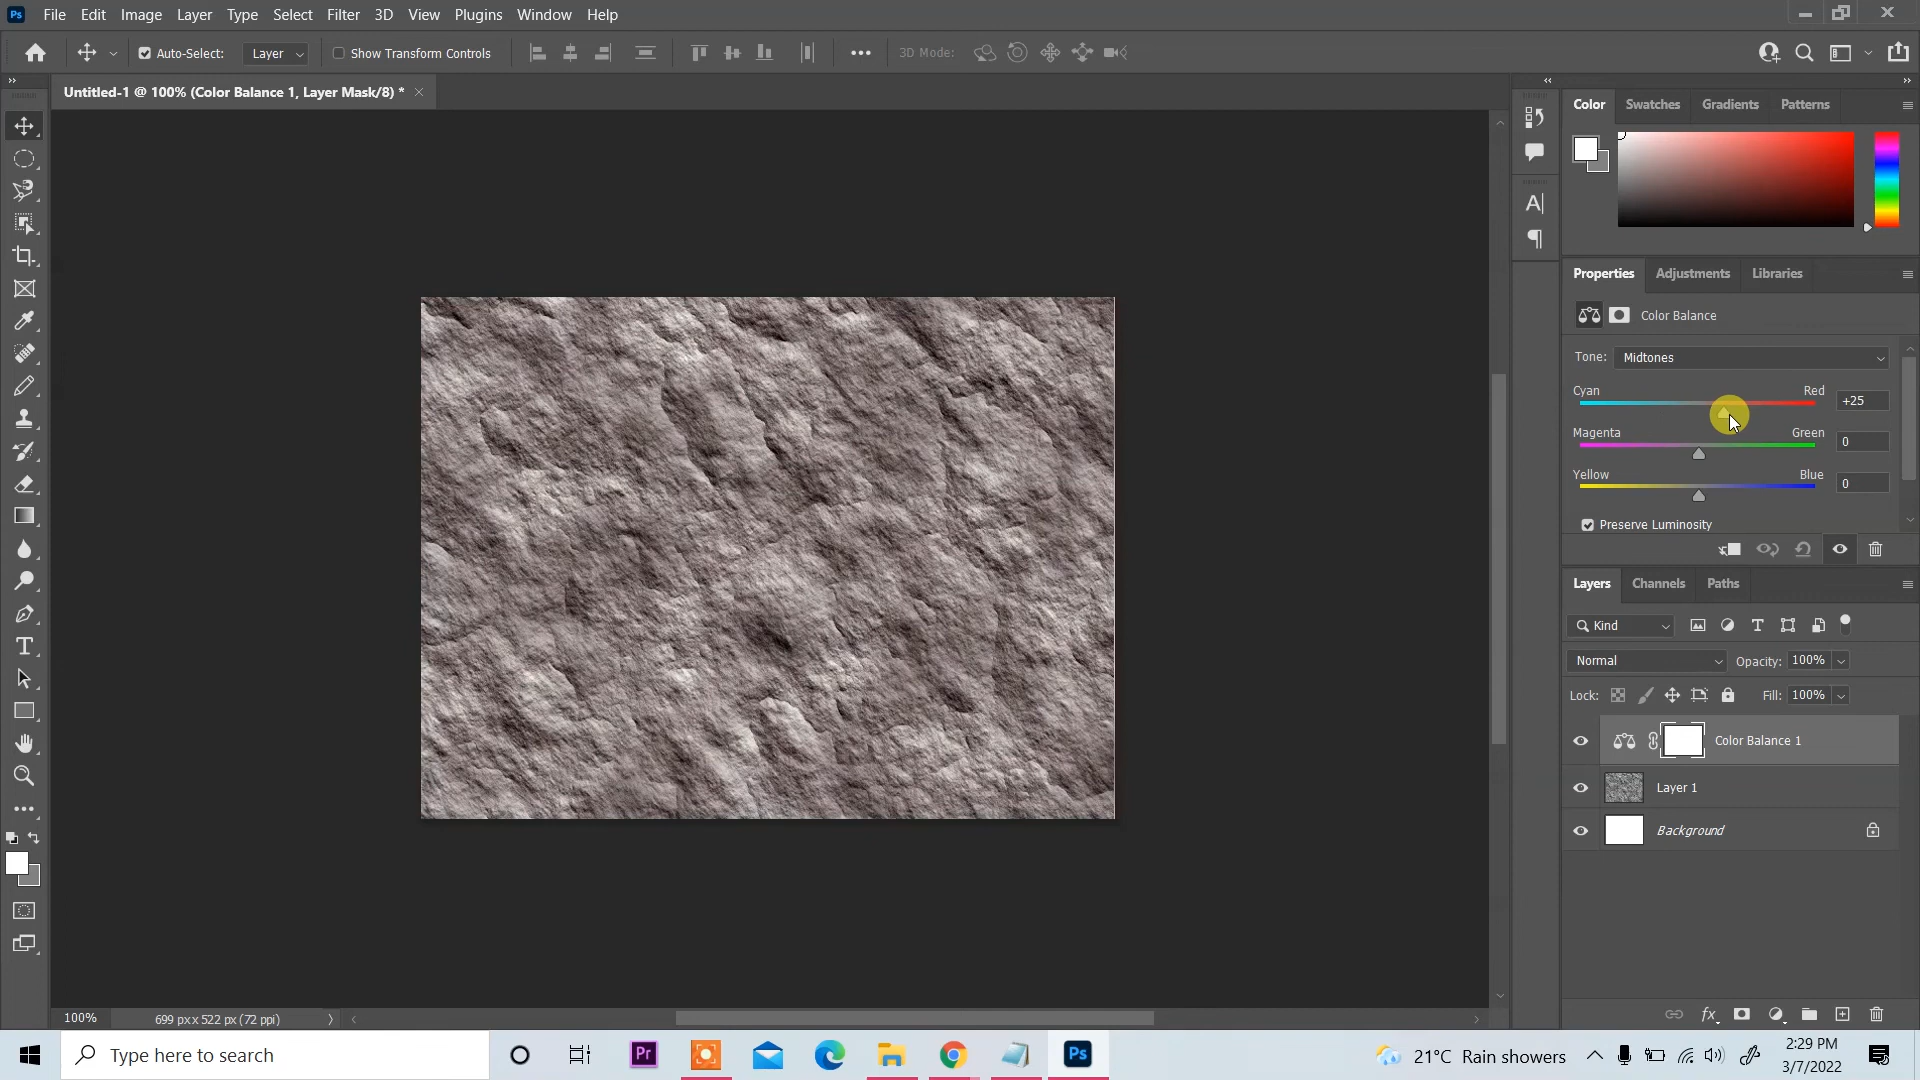 Ps File Edit Image Layer Type Select Filter 3D View Plugins Window Help
Auto-Select: Layer Show Transform Controls 3D Mode:
Untitled-1 @ 100% (Color Balance 1, Layer Mask/8) *
Color Swatches Gradients Patterns
Properties Adjustments Libraries
Color Balance
Tone: Midtones
Cyan Red +25
Magenta Green 0
Yellow Blue 0
Preserve Luminosity
Layers Channels Paths
Kind
Normal Opacity: 100%
Lock: Fill: 100%
Color Balance 1
Layer 1
Background
100% 699 px x 522 px (72 ppi)
Type here to search Pr Ps 21°C Rain showers 2:29 PM
3/7/2022